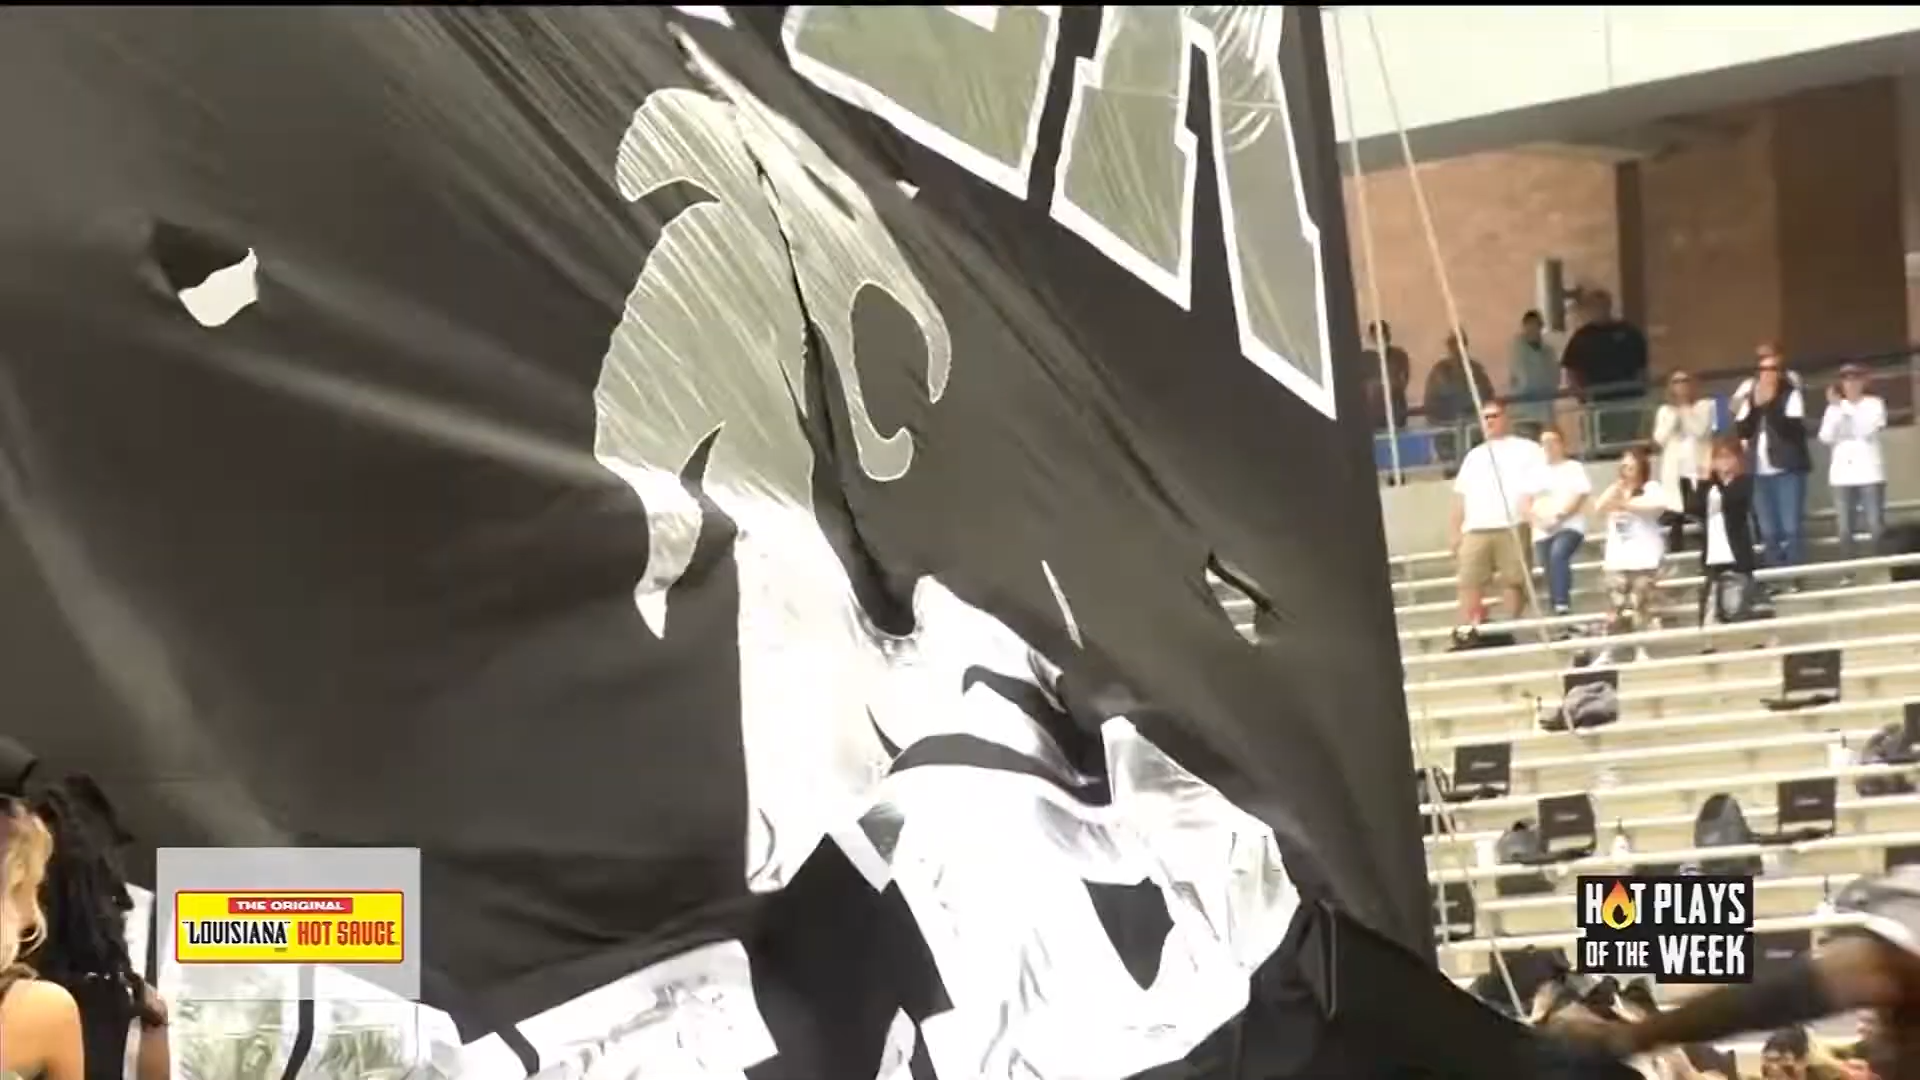 THE ORIGINAL
"LOUISIANA" HOT SAUCE
HOT PLAYS
OF THE WEEK